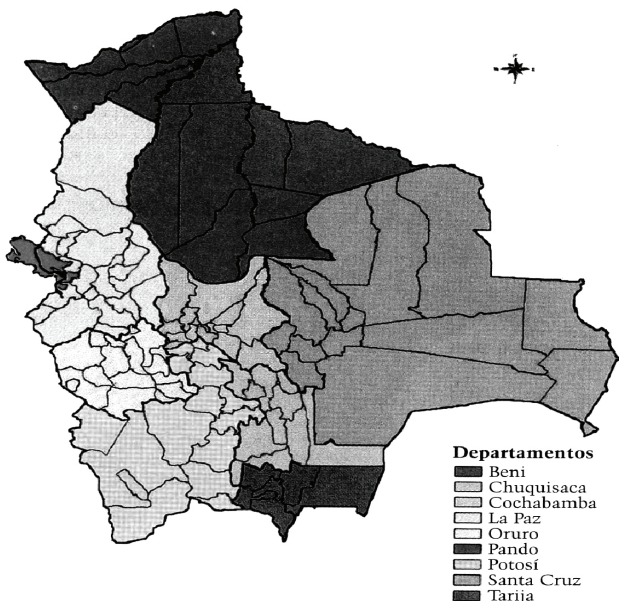 Departamentos
Beni
Chuquisaca
Cochabamba
La Paz
Oruro
Pando
Potosí
Santa Cruz
Tarija